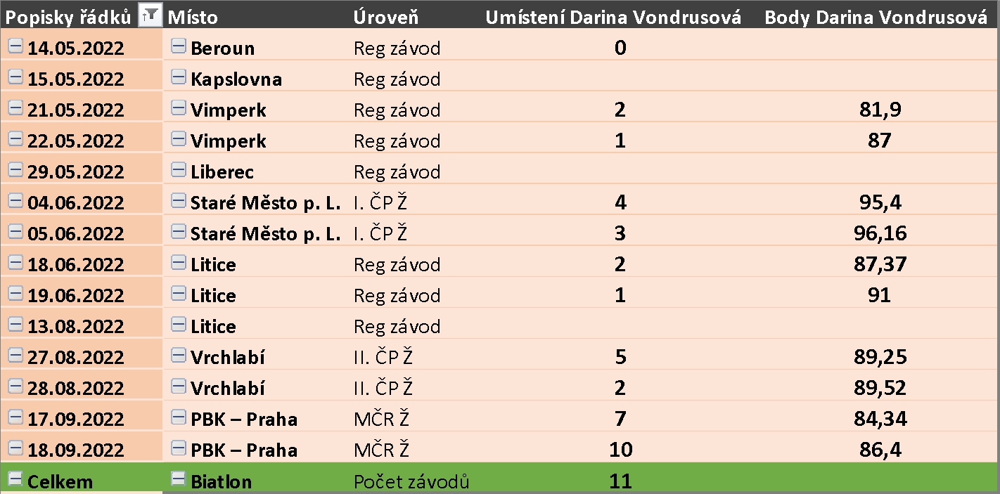 Popisky řádků Místo Úroveň Umístení Darina Vondrusová Body Darina Vondrusová
14.05.2022 Beroun Reg závod 0
15.05.2022 Kapslovna Reg závod
21.05.2022 Vimperk Reg závod 2 81,9
22.05.2022 Vimperk Reg závod 1 87
29.05.2022 Liberec Reg závod
04.06.2022 Staré Město p. L. I. ČP Ž 4 95,4
05.06.2022 Staré Město p. L. I. ČP Ž 3 96,16
18.06.2022 Litice Reg závod 2 87,37
19.06.2022 Litice Reg závod 1 91
13.08.2022 Litice Reg závod
27.08.2022 Vrchlabí II. ČP Ž 5 89,25
28.08.2022 Vrchlabí II. ČP Ž 2 89,52
17.09.2022 PBK – Praha MČR Ž 7 84,34
18.09.2022 PBK – Praha MČR Ž 10 86,4
Celkem Biatlon Počet závodů 11